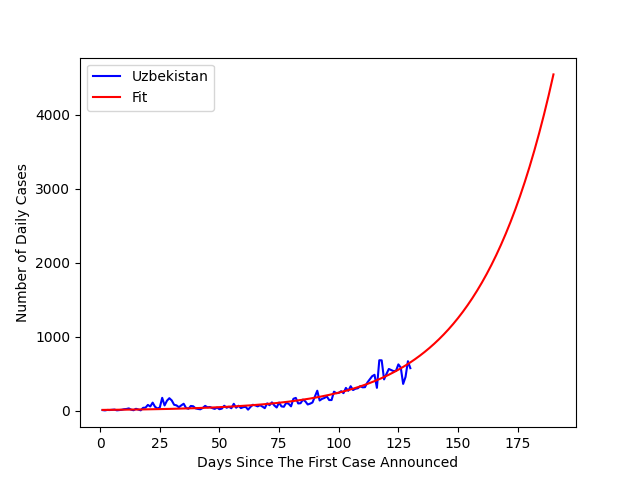 Uzbekistan
Fit
Number of Daily Cases
4000
3000
2000
1000
0
0 25 50 75 100 125 150 175
Days Since The First Case Announced